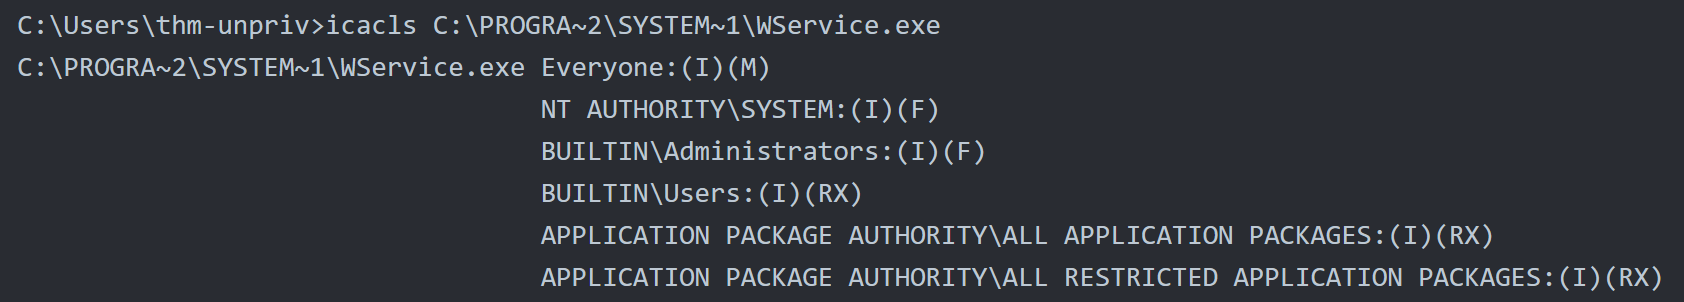 C:\Users\thm-unpriv>icacls C:\PROGRA~2\SYSTEM~1\WService.exe
C:\PROGRA~2\SYSTEM~1\WService.exe Everyone:(I)(M)
NT AUTHORITY\SYSTEM:(I)(F)
BUILTIN\Administrators:(I)(F)
BUILTIN\Users:(I)(RX)
APPLICATION PACKAGE AUTHORITY\ALL APPLICATION PACKAGES:(I)(RX)
APPLICATION PACKAGE AUTHORITY\ALL RESTRICTED APPLICATION PACKAGES:(I)(RX)